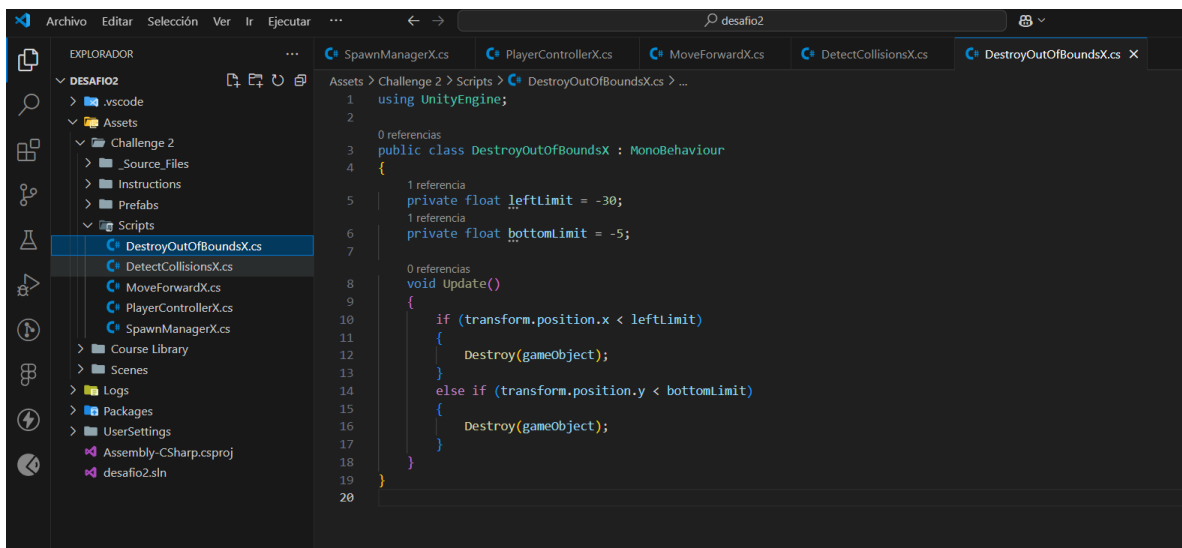 Archivo Editar Selección Ver Ir Ejecutar ... desafio2
EXPLORADOR ...
SpawnManagerX.cs PlayerControllerX.cs MoveForwardX.cs DetectCollisionsX.cs DestroyOutOfBoundsX.cs
DESAFIO2
.vscode
Assets
Challenge 2
_Source_Files
Instructions
Prefabs
Scripts
DestroyOutOfBoundsX.cs
DetectCollisionsX.cs
MoveForwardX.cs
PlayerControllerX.cs
SpawnManagerX.cs
Course Library
Scenes
Logs
Packages
UserSettings
Assembly-CSharp.csproj
desafio2.sln
Assets > Challenge 2 > Scripts > DestroyOutOfBoundsX.cs > ...
1 using UnityEngine;
2
0 referencias
3 public class DestroyOutOfBoundsX : MonoBehaviour
4 {
1 referencia
5 private float leftLimit = -30;
1 referencia
6 private float bottomLimit = -5;
7
0 referencias
8 void Update()
9 {
10 if (transform.position.x < leftLimit)
11 {
12 Destroy(gameObject);
13 }
14 else if (transform.position.y < bottomLimit)
15 {
16 Destroy(gameObject);
17 }
18 }
19 }
20